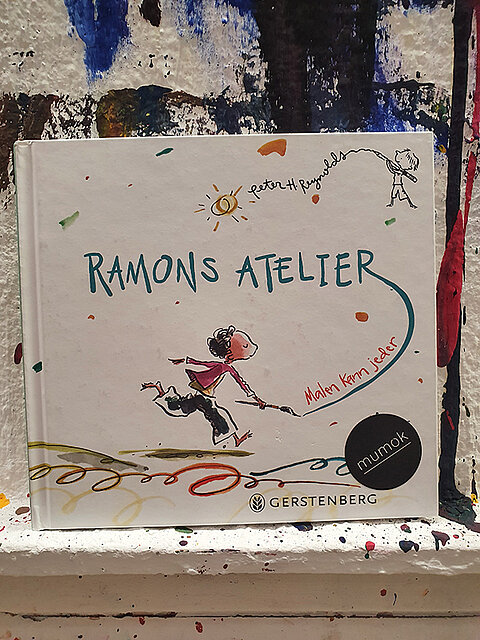 Peter H. Reynolds
RAMONS ATELIER
Malen kann jeder
mumok
GERSTENBERG